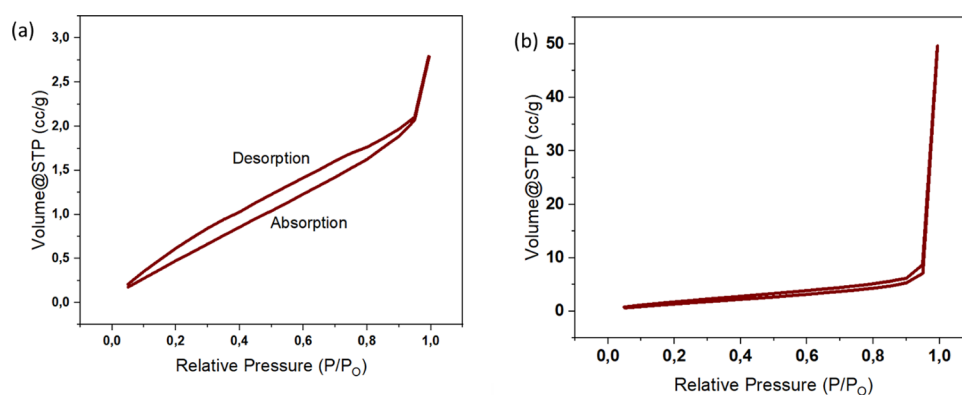 (a)
3,0
2,5
2,0
1,5
1,0
0,5
0,0
Volume@STP (cc/g)
Desorption
Absorption
0,0 0,2 0,4 0,6 0,8 1,0
Relative Pressure (P/PO)
(b)
50
40
30
20
10
0
Volume@STP (cc/g)
0,0 0,2 0,4 0,6 0,8 1,0
Relative Pressure (P/PO)